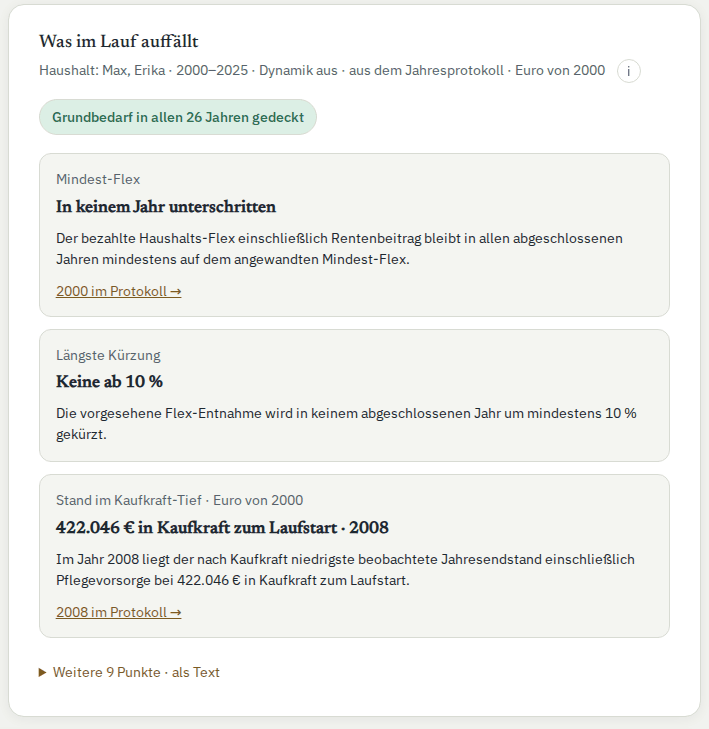 Was im Lauf auffällt
Haushalt: Max, Erika · 2000–2025 · Dynamik aus · aus dem Jahresprotokoll · Euro von 2000 i
Grundbedarf in allen 26 Jahren gedeckt
Mindest-Flex
In keinem Jahr unterschritten
Der bezahlte Haushalts-Flex einschließlich Rentenbeitrag bleibt in allen abgeschlossenen
Jahren mindestens auf dem angewandten Mindest-Flex.
2000 im Protokoll →
Längste Kürzung
Keine ab 10 %
Die vorgesehene Flex-Entnahme wird in keinem abgeschlossenen Jahr um mindestens 10 %
gekürzt.
Stand im Kaufkraft-Tief · Euro von 2000
422.046 € in Kaufkraft zum Laufstart · 2008
Im Jahr 2008 liegt der nach Kaufkraft niedrigste beobachtete Jahresendstand einschließlich
Pflegevorsorge bei 422.046 € in Kaufkraft zum Laufstart.
2008 im Protokoll →
▶ Weitere 9 Punkte · als Text